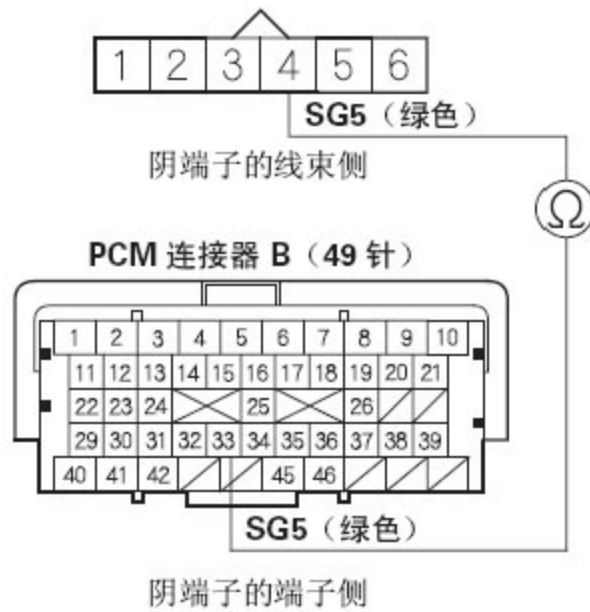 1 2 3 4 5 6
SG5（绿色）
阴端子的线束侧
Ω
PCM 连接器 B（49 针）
1 2 3 4 5 6 7 8 9 10
11 12 13 14 15 16 17 18 19 20 21
22 23 24 25 26
29 30 31 32 33 34 35 36 37 38 39
40 41 42 45 46
SG5（绿色）
阴端子的端子侧